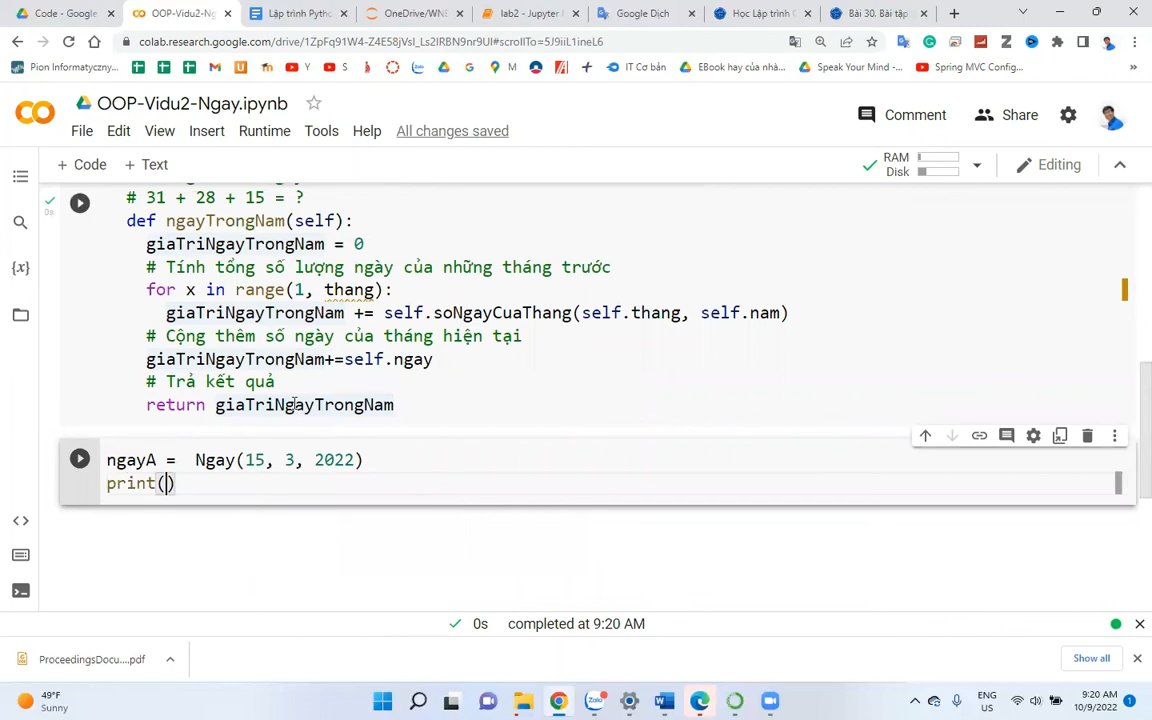 Code - Google
OOP-Vidu2-Ng
Lập trình Pyth
OneDrive/WNE
lab2 - Jupyter
Google Dịch
Học Lập trình
Bài 30. Bài tập
colab.research.google.com/drive/1ZpFq91W4-Z4E58jVsl_Ls2IRBN9nr9UI#scrollTo=5J9iiL1ineL6
Pion Informatyczny...
M
Y
S
M
IT Cơ bản
EBook hay của nhà...
Speak Your Mind -...
Spring MVC Config...
OOP-Vidu2-Ngay.ipynb
Comment
Share
File Edit View Insert Runtime Tools Help All changes saved
+ Code + Text
RAM
Disk
Editing
# 31 + 28 + 15 = ?
def ngayTrongNam(self):
giaTriNgayTrongNam = 0
# Tính tổng số lượng ngày của những tháng trước
for x in range(1, thang):
giaTriNgayTrongNam += self.soNgayCuaThang(self.thang, self.nam)
# Cộng thêm số ngày của tháng hiện tại
giaTriNgayTrongNam+=self.ngay
# Trả kết quả
return giaTriNgayTrongNam
0s
ngayA = Ngay(15, 3, 2022)
print()
0s completed at 9:20 AM
ProceedingsDocu....pdf
Show all
49°F
Sunny
ENG
US
9:20 AM
10/9/2022